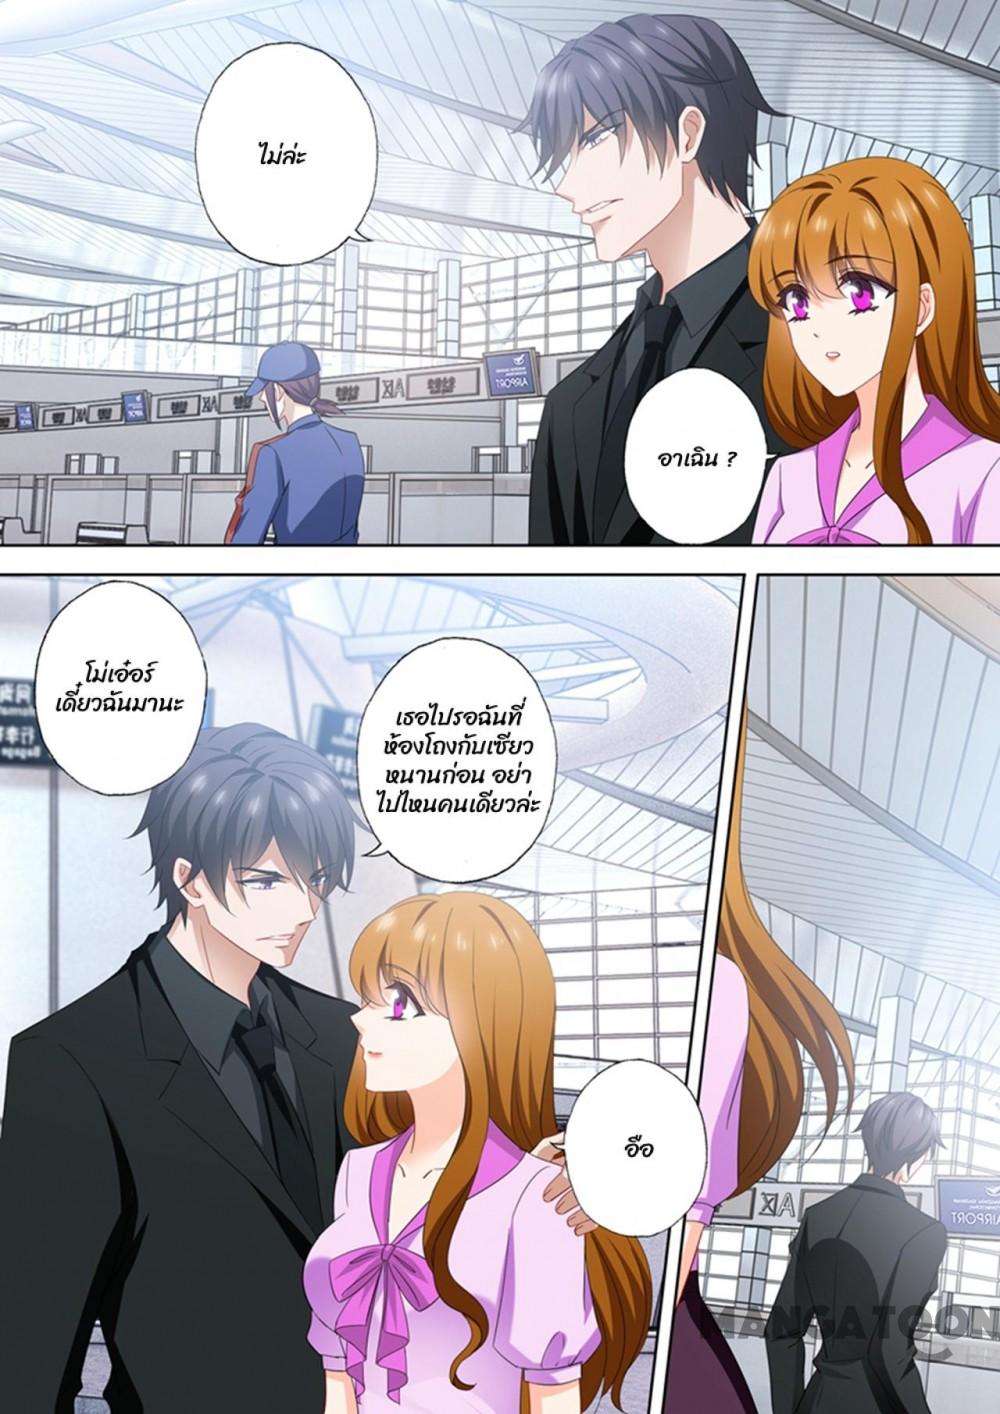 ไม่ล่ะ
อาเฉิน ?
โม่เอ๋อร์
เดี๋ยวฉันมานะ
เธอไปรอฉันที่
ห้องโถงกับเซียว
หนานก่อน อย่า
ไปไหนคนเดียวล่ะ
อือ
AIRPORT
AIRPORT
MANGATOON